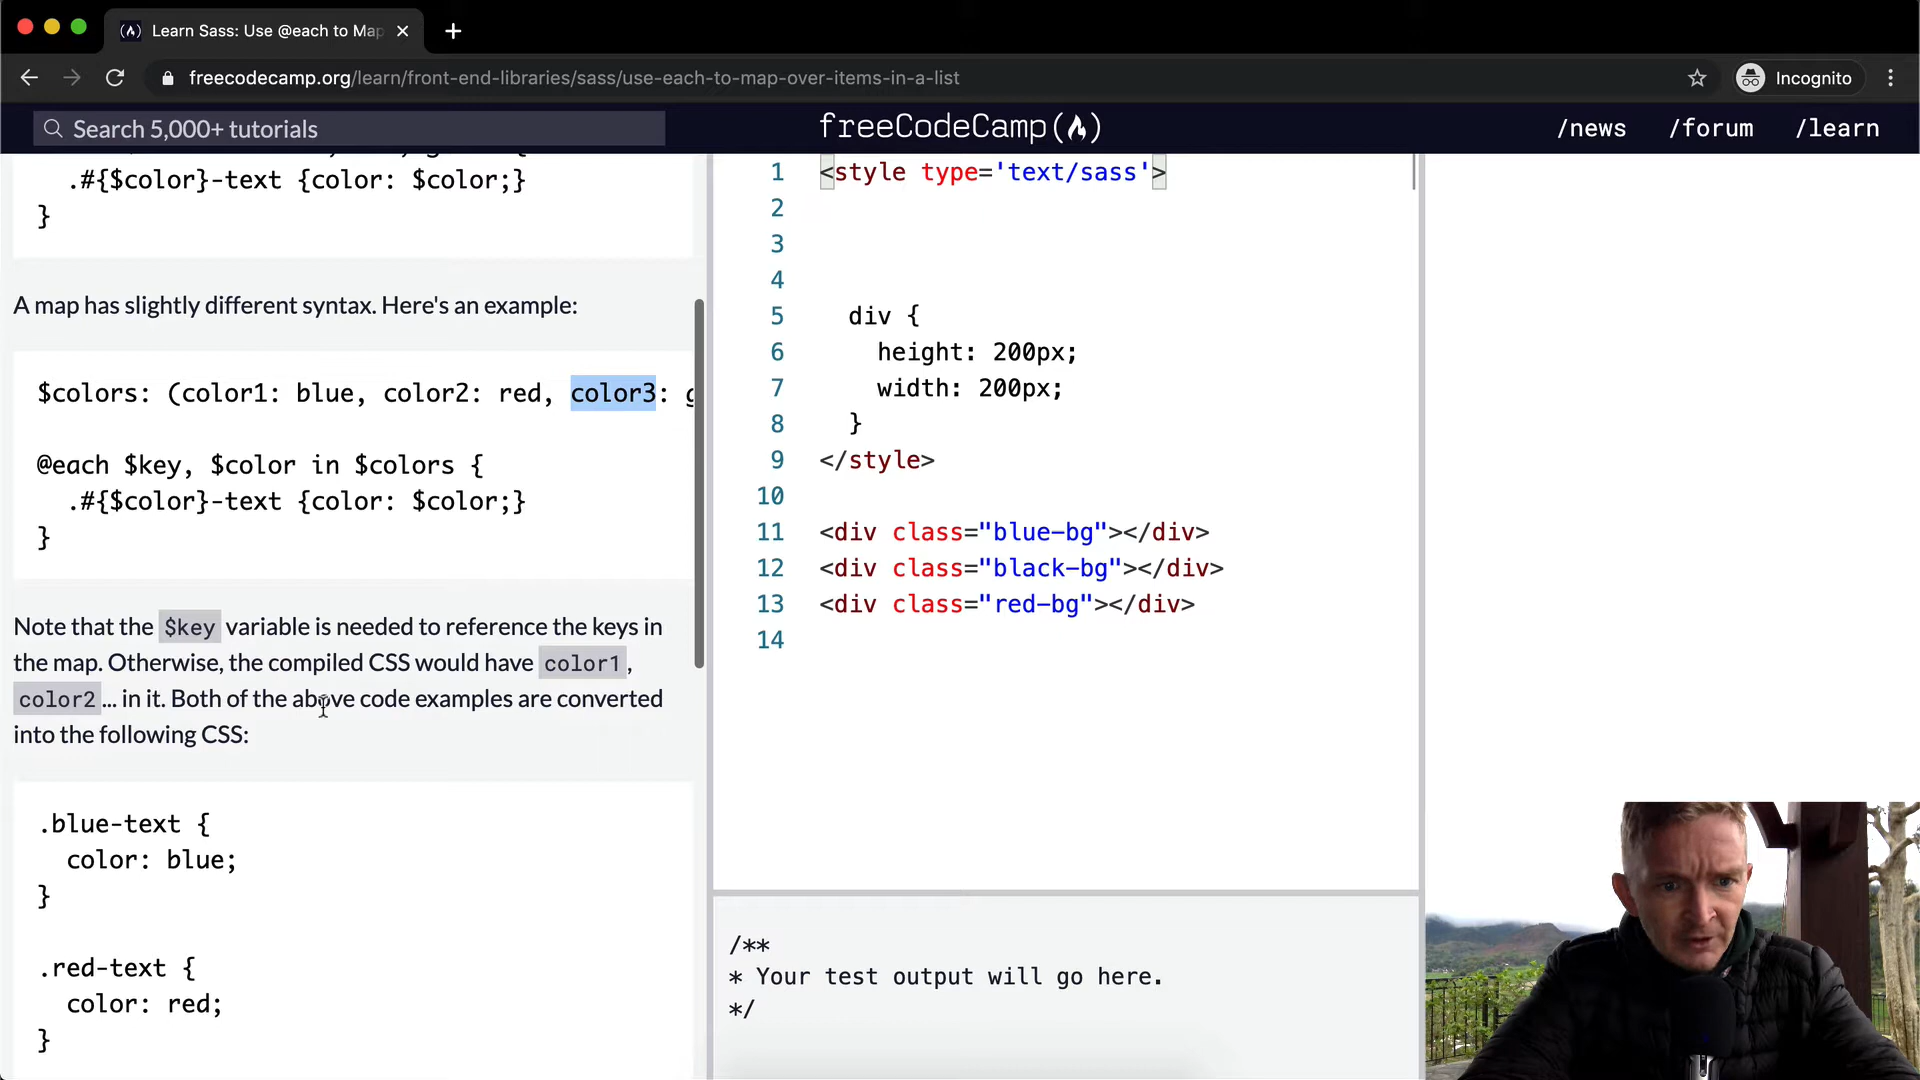 Learn Sass: Use @each to Map
freecodecamp.org/learn/front-end-libraries/sass/use-each-to-map-over-items-in-a-list
Incognito
Search 5,000+ tutorials
freeCodeCamp
/news
/forum
/learn
.#{$color}-text {color: $color;}
}
A map has slightly different syntax. Here's an example:
$colors: (color1: blue, color2: red, color3: g
@each $key, $color in $colors {
.#{$color}-text {color: $color;}
}
Note that the $key variable is needed to reference the keys in
the map. Otherwise, the compiled CSS would have color1,
color2... in it. Both of the above code examples are converted
into the following CSS:
.blue-text {
color: blue;
}
.red-text {
color: red;
}
1 <style type='text/sass'>
2
3
4
5 div {
6 height: 200px;
7 width: 200px;
8 }
9 </style>
10
11 <div class="blue-bg"></div>
12 <div class="black-bg"></div>
13 <div class="red-bg"></div>
14
/**
* Your test output will go here.
*/